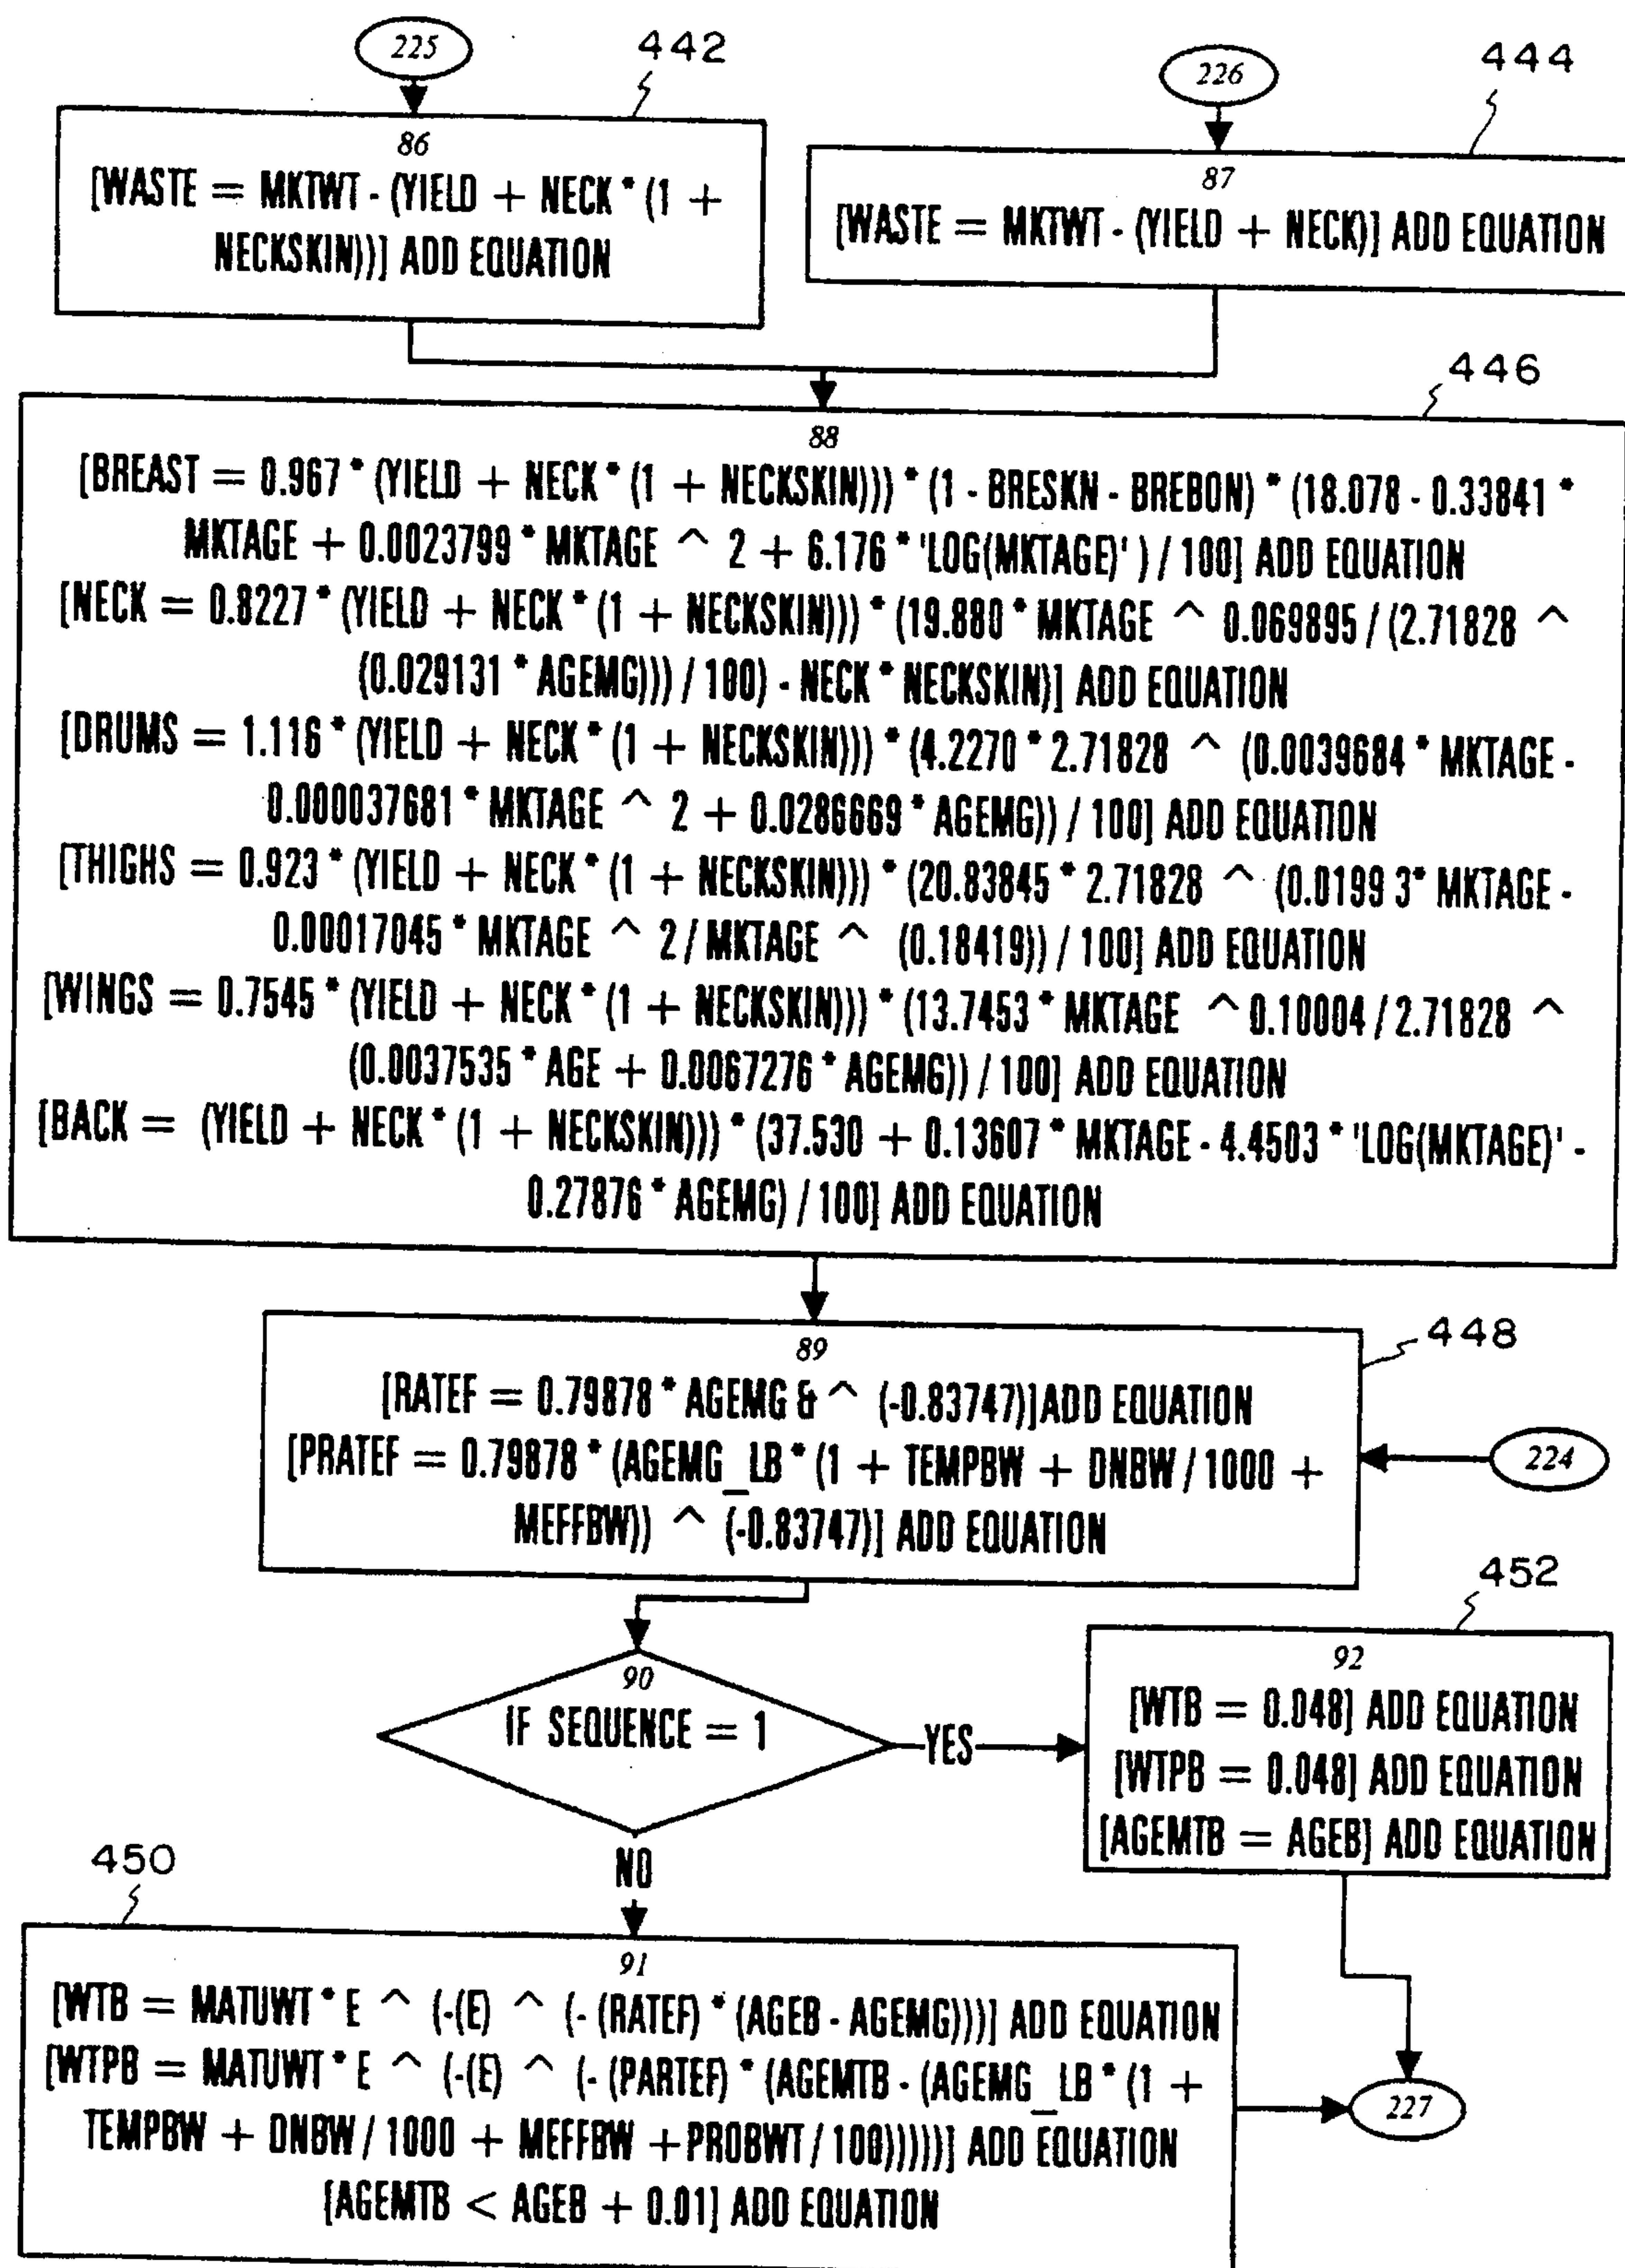 225
442
226
444
86
[WASTE = MKTWT - (YIELD + NECK * (1 +
NECKSKIN))] ADD EQUATION
87
[WASTE = MKTWT - (YIELD + NECK)] ADD EQUATION
446
88
[BREAST = 0.967 * (YIELD + NECK * (1 + NECKSKIN))) * (1 - BRESKN - BREBON) * (18.078 - 0.33841 *
MKTAGE + 0.0023799 * MKTAGE ^ 2 + 6.176 * 'LOG(MKTAGE)' ) / 100] ADD EQUATION
[NECK = 0.8227 * (YIELD + NECK * (1 + NECKSKIN))) * (19.880 * MKTAGE ^ 0.069895 / (2.71828 ^
(0.029131 * AGEMG))) / 100) - NECK * NECKSKIN)] ADD EQUATION
[DRUMS = 1.116 * (YIELD + NECK * (1 + NECKSKIN))) * (4.2270 * 2.71828 ^ (0.0039684 * MKTAGE -
0.000037681 * MKTAGE ^ 2 + 0.0286669 * AGEMG)) / 100] ADD EQUATION
[THIGHS = 0.923 * (YIELD + NECK * (1 + NECKSKIN))) * (20.83845 * 2.71828 ^ (0.0199 3* MKTAGE -
0.00017045 * MKTAGE ^ 2 / MKTAGE ^ (0.18419)) / 100] ADD EQUATION
[WINGS = 0.7545 * (YIELD + NECK * (1 + NECKSKIN))) * (13.7453 * MKTAGE ^0.10004 / 2.71828 ^
(0.0037535 * AGE + 0.0067276 * AGEMG)) / 100] ADD EQUATION
[BACK = (YIELD + NECK * (1 + NECKSKIN))) * (37.530 + 0.13607 * MKTAGE - 4.4503 * 'LOG(MKTAGE)' -
0.27876 * AGEMG) / 100] ADD EQUATION
448
89
[RATEF = 0.79878 * AGEMG & ^ (-0.83747)]ADD EQUATION
[PRATEF = 0.79878 * (AGEMG_LB * (1 + TEMPBW + DNBW / 1000 +
MEFFBW)) ^ (-0.83747)] ADD EQUATION
224
452
90
IF SEQUENCE = 1
YES
92
[WTB = 0.048] ADD EQUATION
[WTPB = 0.048] ADD EQUATION
[AGEMTB = AGEB] ADD EQUATION
NO
450
91
[WTB = MATUWT * E ^ (-(E) ^ (- (RATEF) * (AGEB - AGEMG)))] ADD EQUATION
[WTPB = MATUWT * E ^ (-(E) ^ (- (PARTEF) * (AGEMTB - (AGEMG_LB * (1 +
TEMPBW + DNBW / 1000 + MEFFBW +PROBWT / 100)))))] ADD EQUATION
[AGEMTB < AGEB + 0.01] ADD EQUATION
227